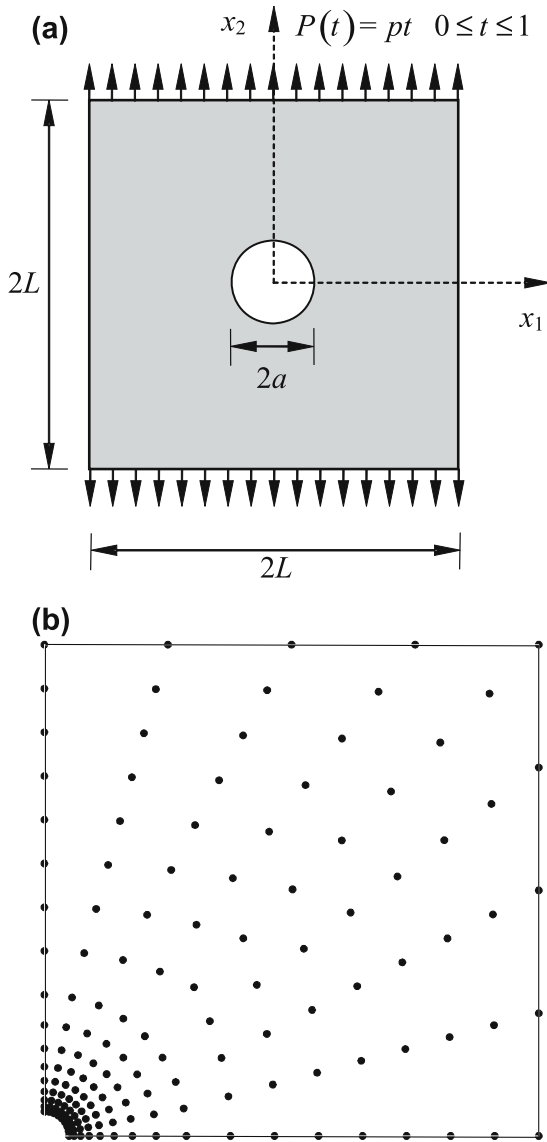 (a)
x₂
P(t) = pt 0 ≤ t ≤ 1
2L
x₁
2a
2L
(b)